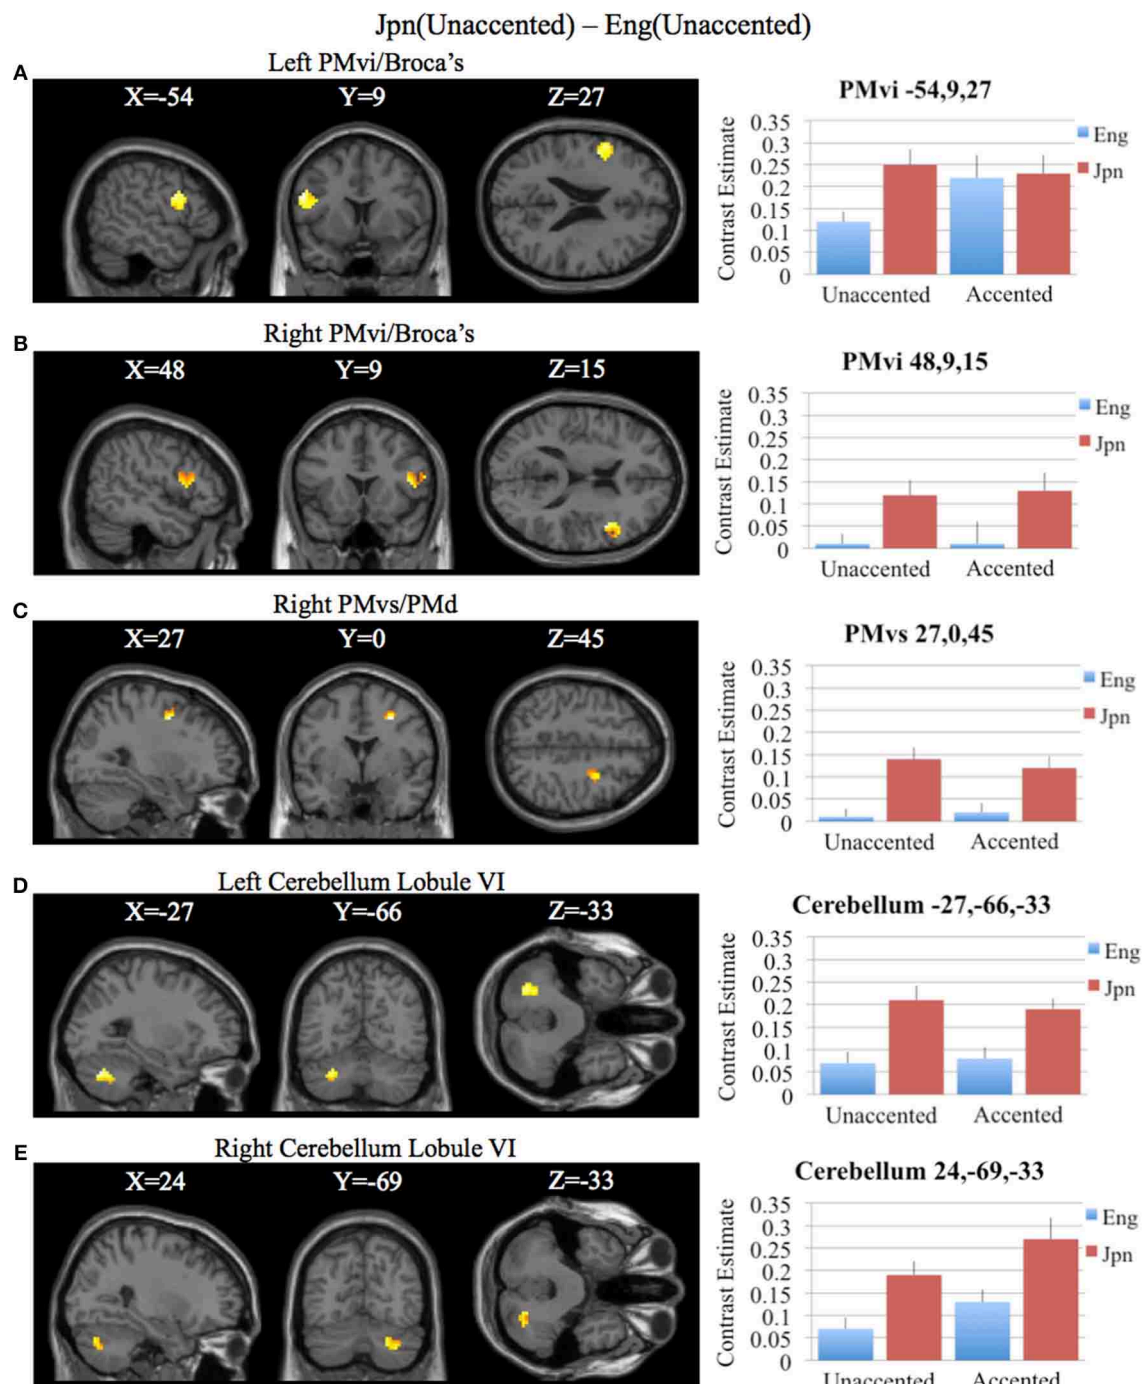 Jpn(Unaccented) – Eng(Unaccented)
A
Left PMvi/Broca's
X=-54 Y=9 Z=27
PMvi -54,9,27
Contrast Estimate
0.35
0.3
0.25
0.2
0.15
0.1
0.05
0
Unaccented Accented
Eng
Jpn
B
Right PMvi/Broca's
X=48 Y=9 Z=15
PMvi 48,9,15
Contrast Estimate
0.35
0.3
0.25
0.2
0.15
0.1
0.05
0
Unaccented Accented
Eng
Jpn
C
Right PMvs/PMd
X=27 Y=0 Z=45
PMvs 27,0,45
Contrast Estimate
0.35
0.3
0.25
0.2
0.15
0.1
0.05
0
Unaccented Accented
Eng
Jpn
D
Left Cerebellum Lobule VI
X=-27 Y=-66 Z=-33
Cerebellum -27,-66,-33
Contrast Estimate
0.35
0.3
0.25
0.2
0.15
0.1
0.05
0
Unaccented Accented
Eng
Jpn
E
Right Cerebellum Lobule VI
X=24 Y=-69 Z=-33
Cerebellum 24,-69,-33
Contrast Estimate
0.35
0.3
0.25
0.2
0.15
0.1
0.05
0
Unaccented Accented
Eng
Jpn